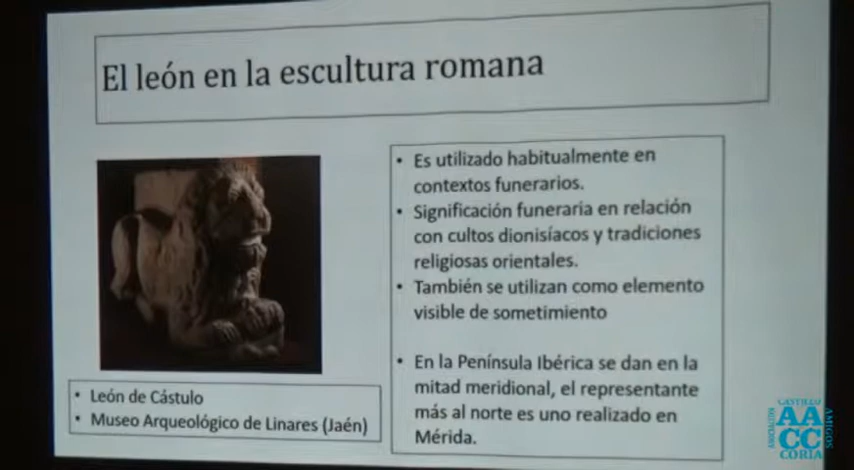 El león en la escultura romana
• Es utilizado habitualmente en
contextos funerarios.
• Significación funeraria en relación
con cultos dionisíacos y tradiciones
religiosas orientales.
• También se utilizan como elemento
visible de sometimiento
• En la Península Ibérica se dan en la
mitad meridional, el representante
más al norte es uno realizado en
Mérida.
• León de Cástulo
• Museo Arqueológico de Linares (Jaén)
CASTILLO
AA
CC
CORIA
AMIGOS